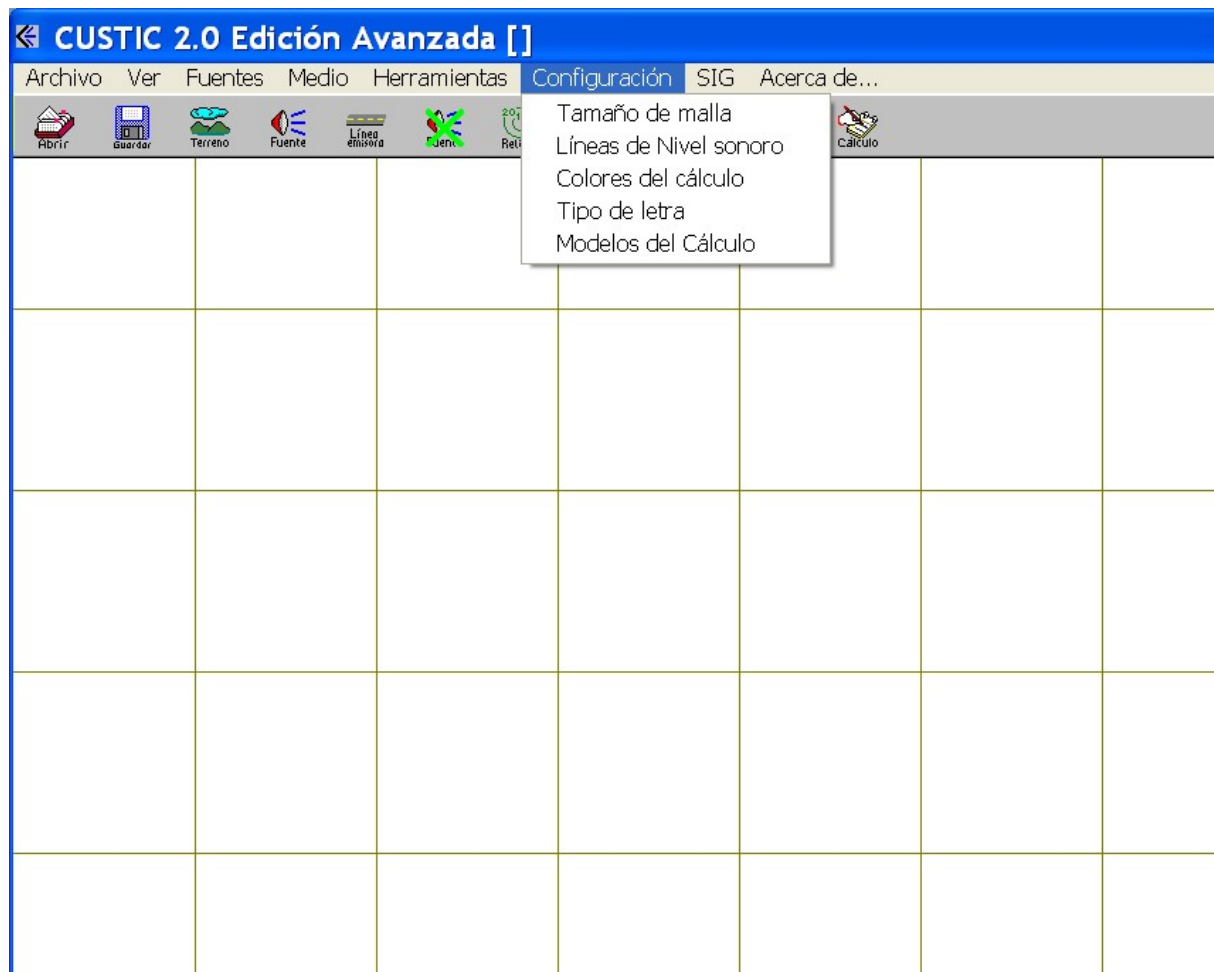 CUSTIC 2.0 Edición Avanzada []
Archivo Ver Fuentes Medio Herramientas Configuración SIG Acerca de...
Abrir Guardar Terreno Fuente Línea emisora Cálculo
Tamaño de malla
Líneas de Nivel sonoro
Colores del cálculo
Tipo de letra
Modelos del Cálculo